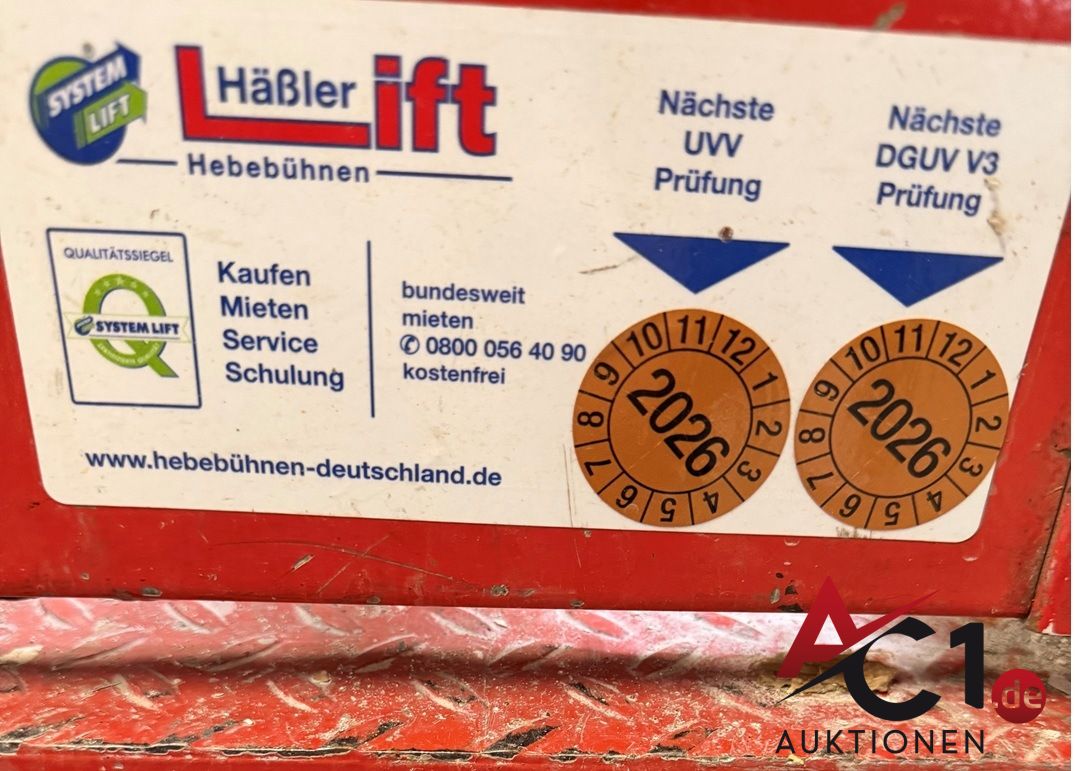 SYSTEM
LIFT
Häßler
Lift
Hebebühnen
Nächste
UVV
Prüfung
Nächste
DGUV V3
Prüfung
QUALITÄTSSIEGEL
SYSTEM LIFT
Kaufen
Mieten
Service
Schulung
bundesweit
mieten
✆ 0800 056 40 90
kostenfrei
www.hebebühnen-deutschland.de
10 11 12 1 2 3 4 5 6 7 8 9
2026
10 11 12 1 2 3 4 5 6 7 8 9
2026
AC1.de
AUKTIONEN